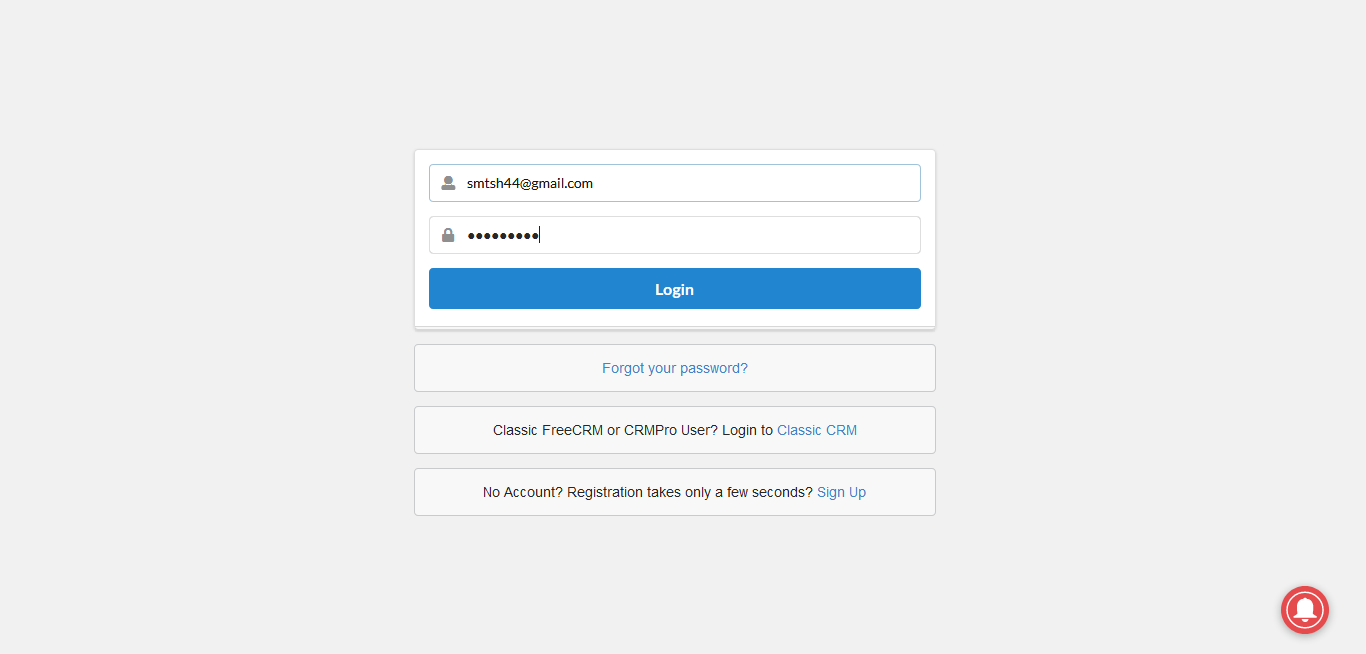 smtsh44@gmail.com
•••••••••
Login
Forgot your password?
Classic FreeCRM or CRMPro User? Login to Classic CRM
No Account? Registration takes only a few seconds? Sign Up